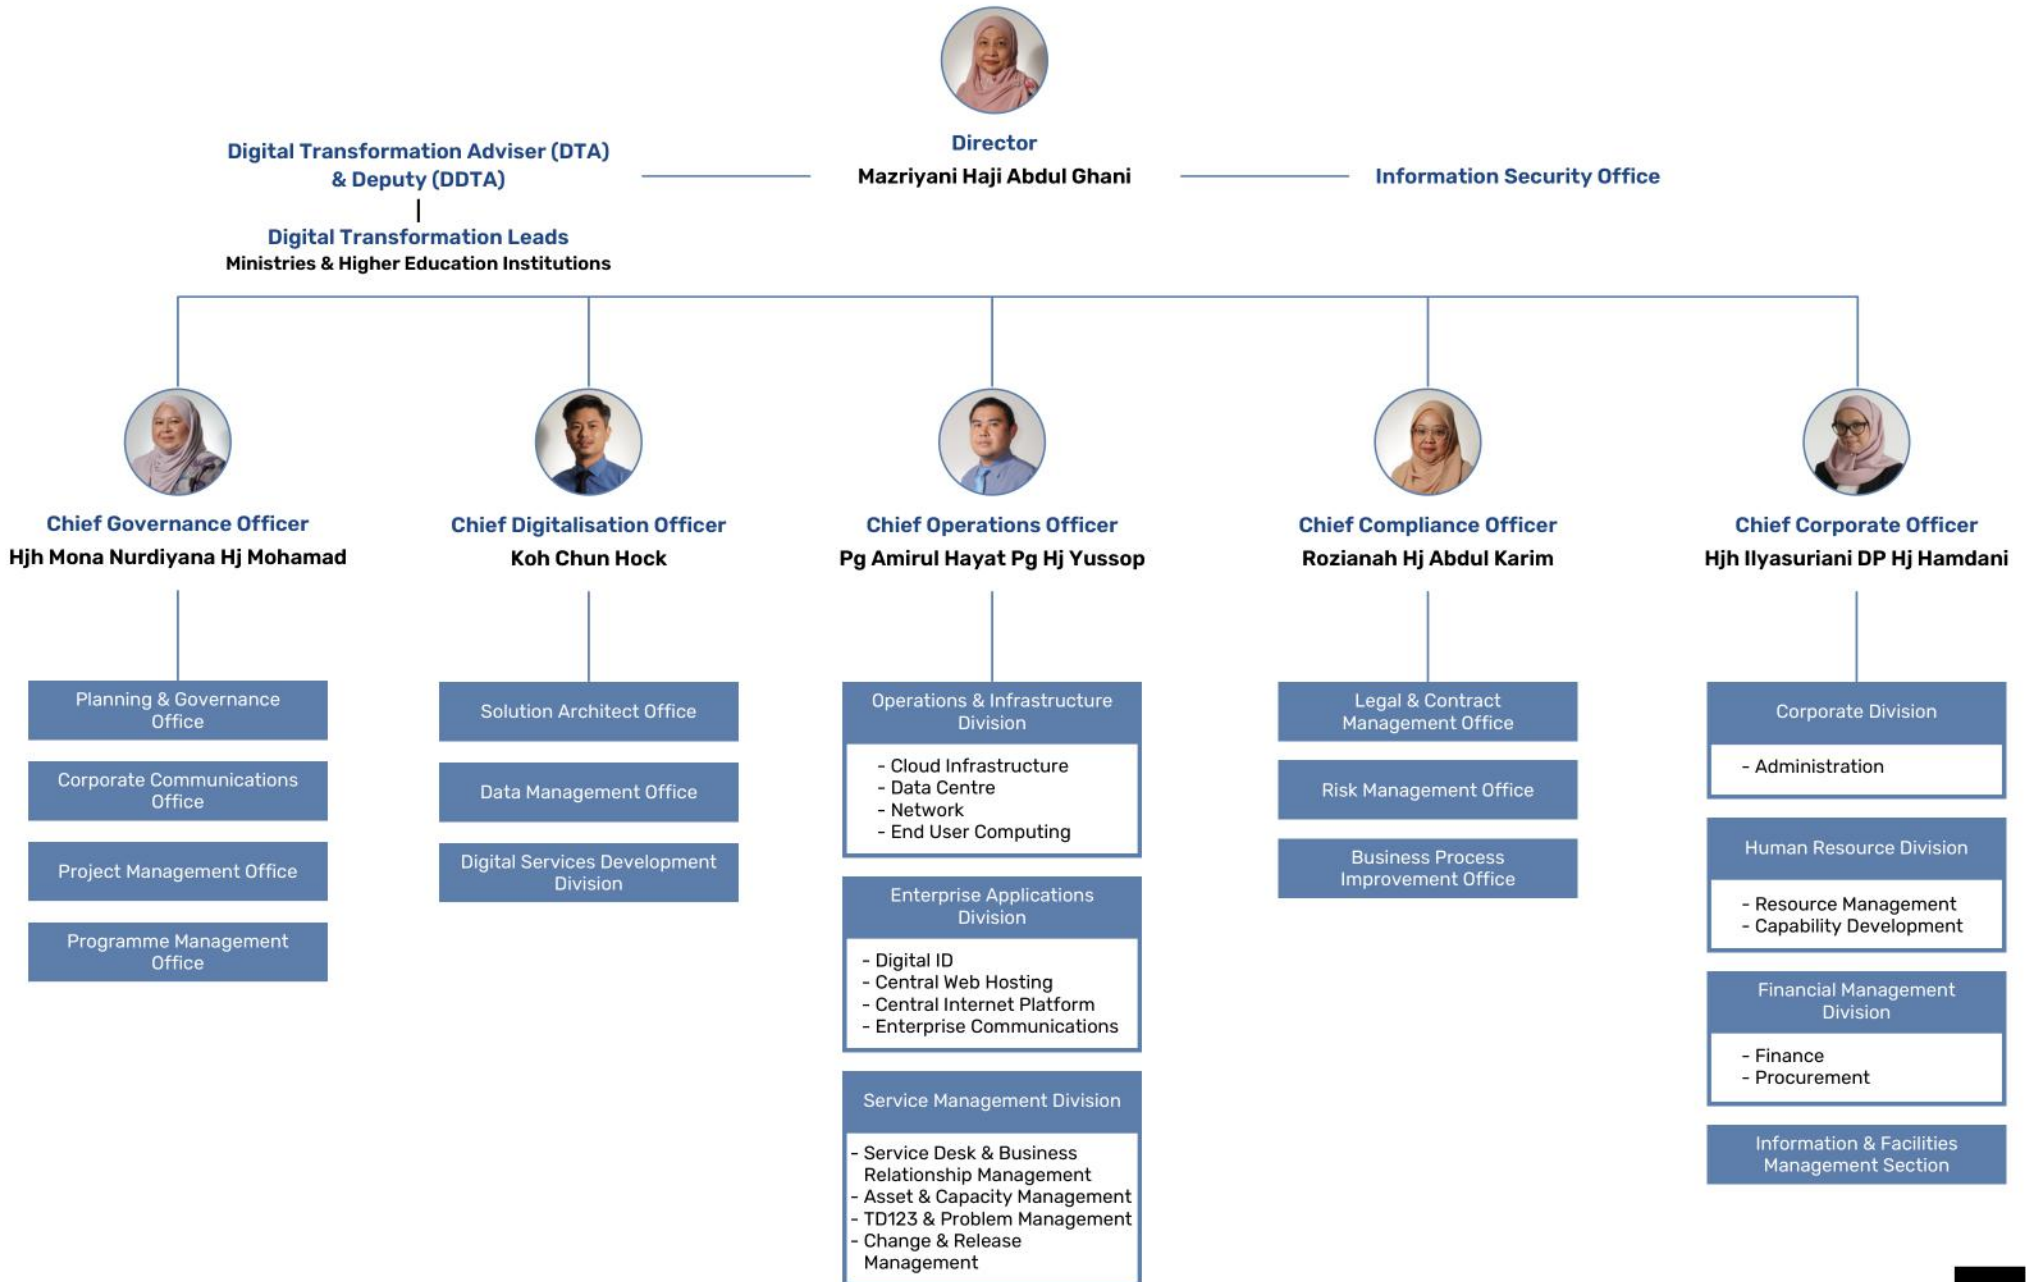 Director
Mazriyani Haji Abdul Ghani
Digital Transformation Adviser (DTA)
& Deputy (DDTA)
Digital Transformation Leads
Ministries & Higher Education Institutions
Information Security Office
Chief Governance Officer
Hjh Mona Nurdiyana Hj Mohamad
Planning & Governance
Office
Corporate Communications
Office
Project Management Office
Programme Management
Office
Chief Digitalisation Officer
Koh Chun Hock
Solution Architect Office
Data Management Office
Digital Services Development
Division
Chief Operations Officer
Pg Amirul Hayat Pg Hj Yussop
Operations & Infrastructure
Division
- Cloud Infrastructure
- Data Centre
- Network
- End User Computing
Enterprise Applications
Division
- Digital ID
- Central Web Hosting
- Central Internet Platform
- Enterprise Communications
Service Management Division
- Service Desk & Business
Relationship Management
- Asset & Capacity Management
- TD123 & Problem Management
- Change & Release
Management
Chief Compliance Officer
Rozianah Hj Abdul Karim
Legal & Contract
Management Office
Risk Management Office
Business Process
Improvement Office
Chief Corporate Officer
Hjh Ilyasuriani DP Hj Hamdani
Corporate Division
- Administration
Human Resource Division
- Resource Management
- Capability Development
Financial Management
Division
- Finance
- Procurement
Information & Facilities
Management Section